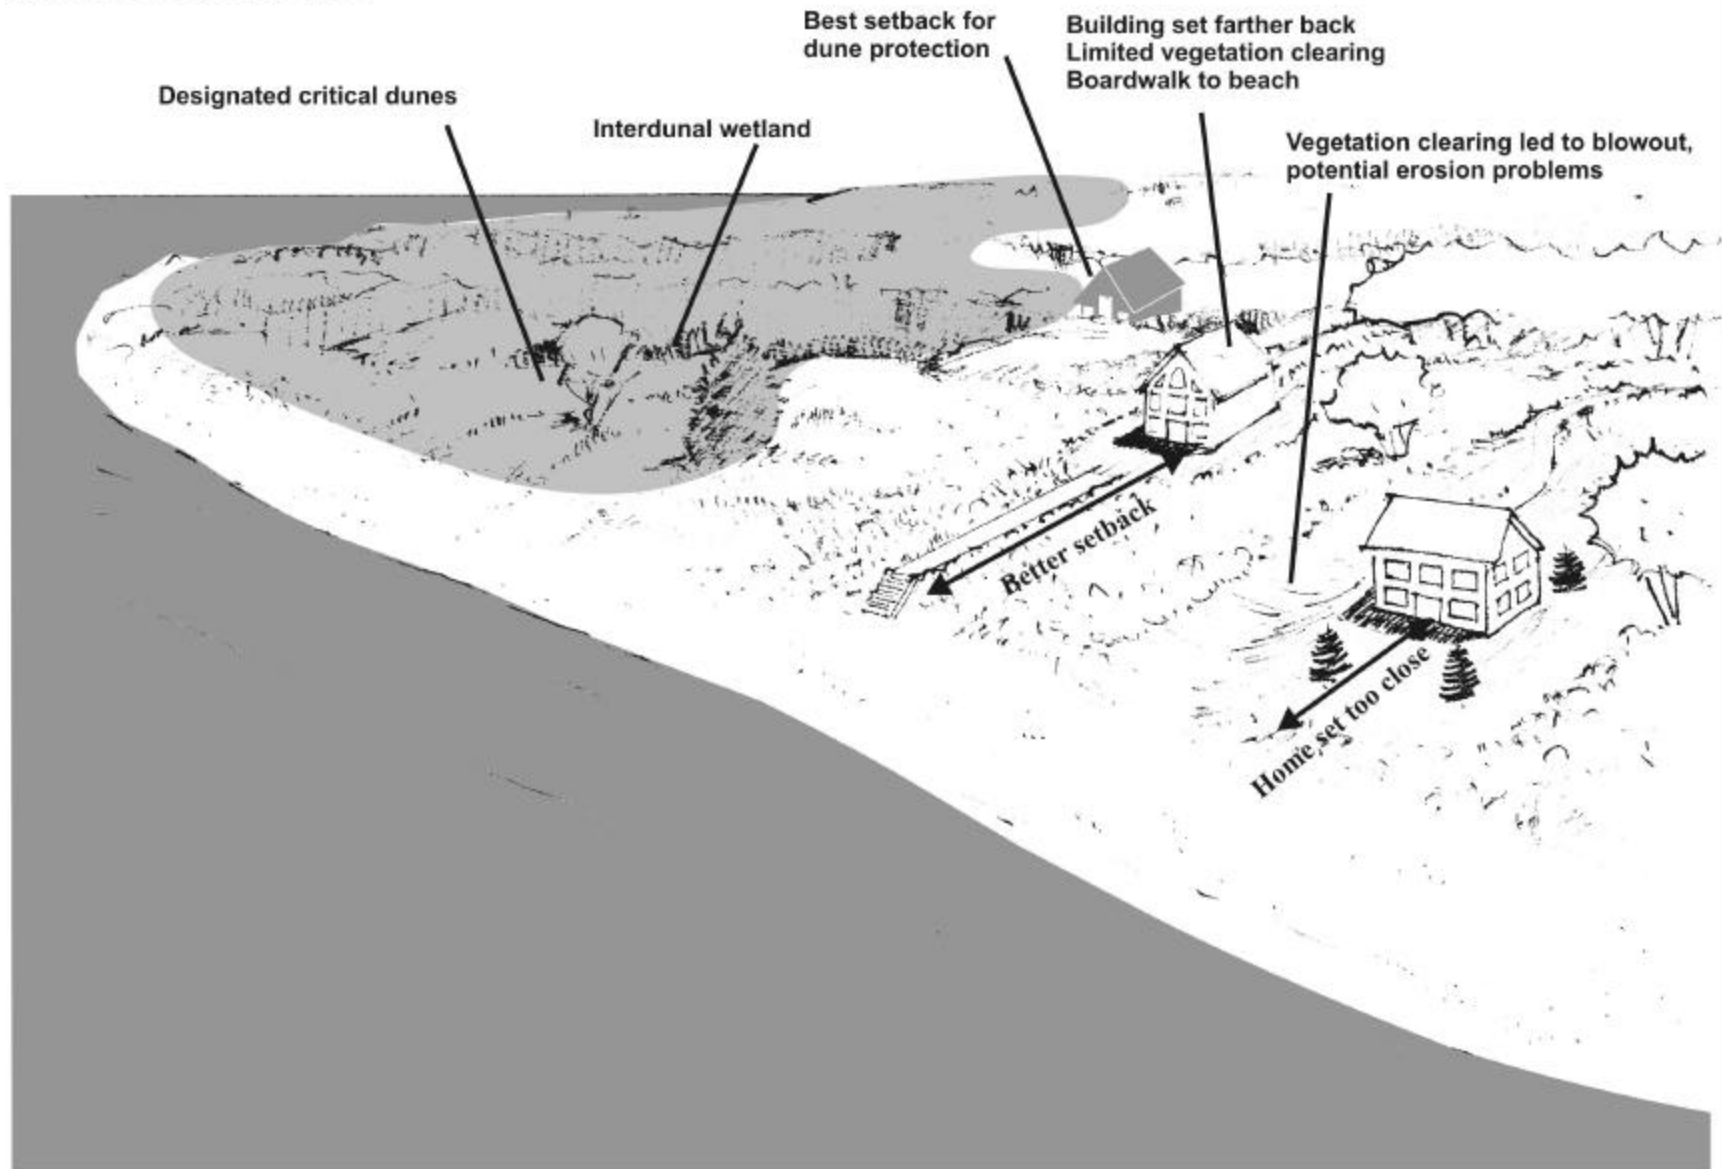 Best setback for
dune protection
Building set farther back
Limited vegetation clearing
Boardwalk to beach
Designated critical dunes
Interdunal wetland
Vegetation clearing led to blowout,
potential erosion problems
Better setback
Home set too close